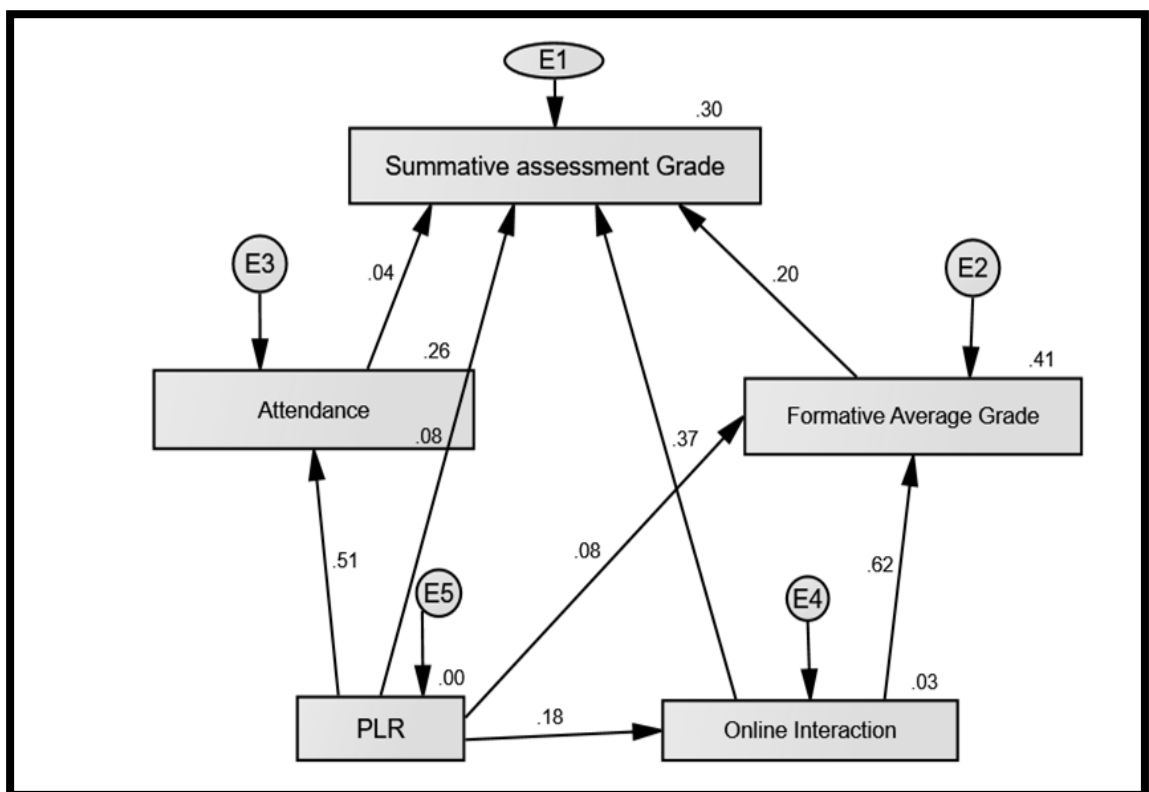 E1
.30
Summative assessment Grade
E3
.04
.20
E2
.26
.41
Attendance
Formative Average Grade
.08
.37
.51
.08
.62
E5
E4
.00
.03
PLR
.18
Online Interaction